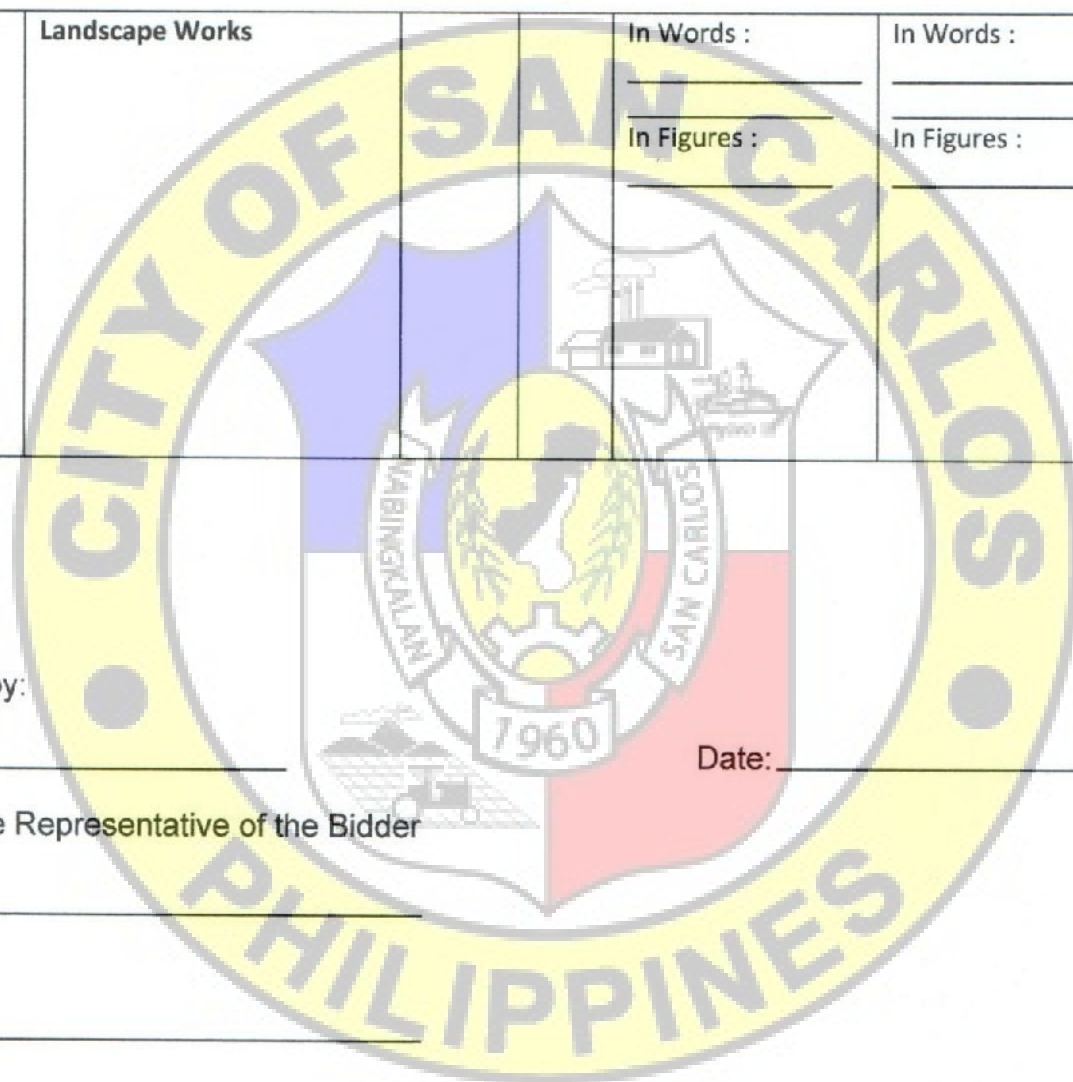 Landscape Works
In Words :
In Words :
In Figures :
In Figures :
CITY OF SAN CARLOS
NABINGKALAN
SAN CARLOS
1960
by:
Date:
e Representative of the Bidder
PHILIPPINES